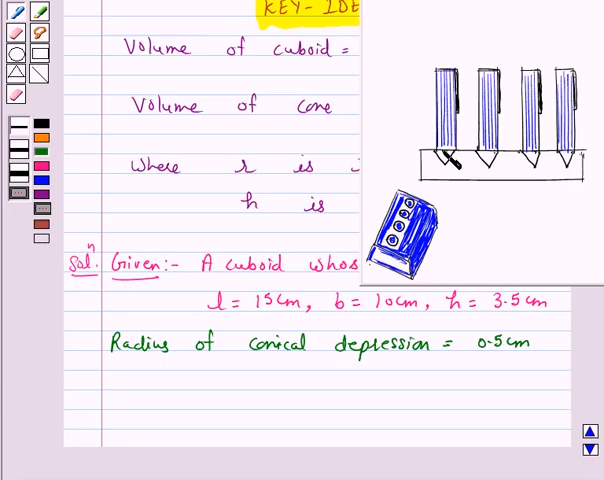 KEY-IDE
Volume of cuboid =
Volume of cone
Where r is
h is
Solⁿ. Given:- A cuboid whos
l = 15cm, b = 10cm, h = 3.5cm
Radius of conical depression = 0.5cm